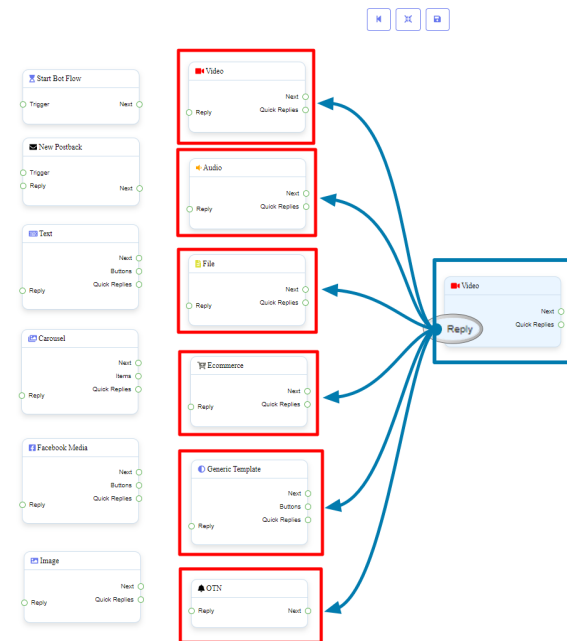 Start Bot Flow
Trigger
Next
New Postback
Trigger
Reply
Next
Text
Next
Buttons
Quick Replies
Reply
Carousel
Next
Items
Quick Replies
Reply
Facebook Media
Next
Buttons
Quick Replies
Reply
Image
Next
Quick Replies
Reply
Video
Next
Quick Replies
Reply
Audio
Next
Quick Replies
Reply
File
Next
Quick Replies
Reply
Ecommerce
Next
Quick Replies
Reply
Generic Template
Next
Buttons
Quick Replies
Reply
OTN
Reply
Next
Video
Next
Quick Replies
Reply